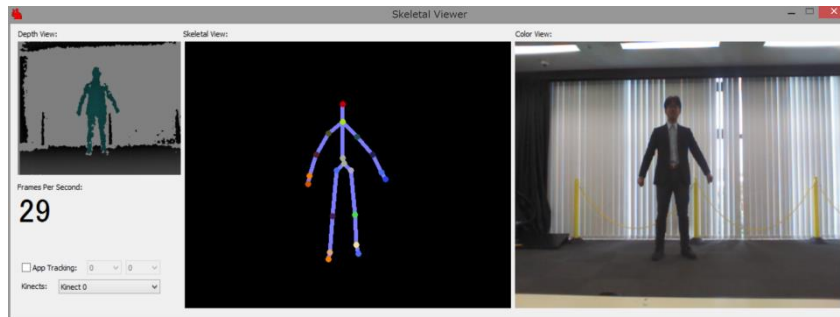 Skeletal Viewer
Depth View:
Skeletal View:
Color View:
Frames Per Second:
29
App Tracking:
0
0
Kinects:
Kinect 0